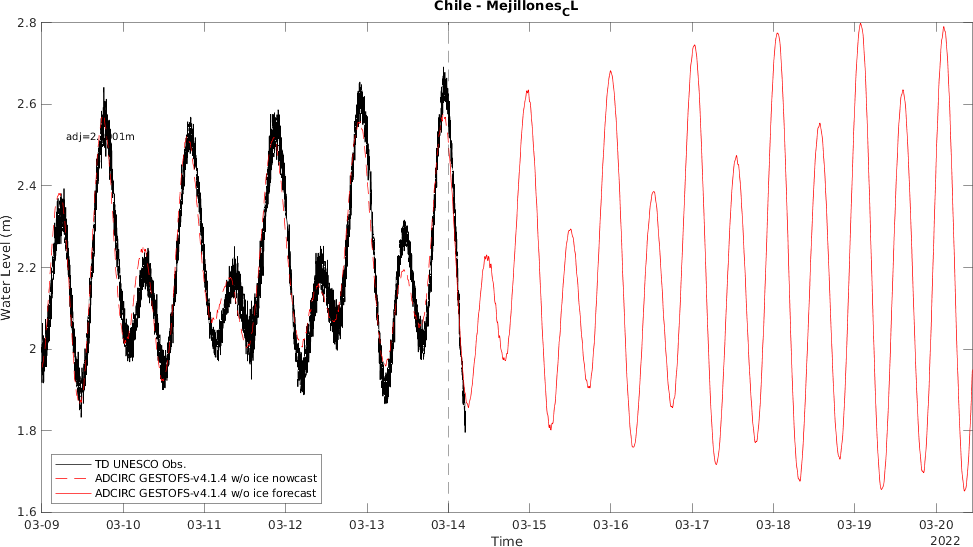 Chile - Mejillones_CL
2.8
2.6
2.4
2.2
2
1.8
1.6
Water Level (m)
TD UNESCO Obs.
ADCIRC GESTOFS-v4.1.4 w/o ice nowcast
ADCIRC GESTOFS-v4.1.4 w/o ice forecast
03-09 03-10 03-11 03-12 03-13 03-14 03-15 03-16 03-17 03-18 03-19 03-20
Time
2022